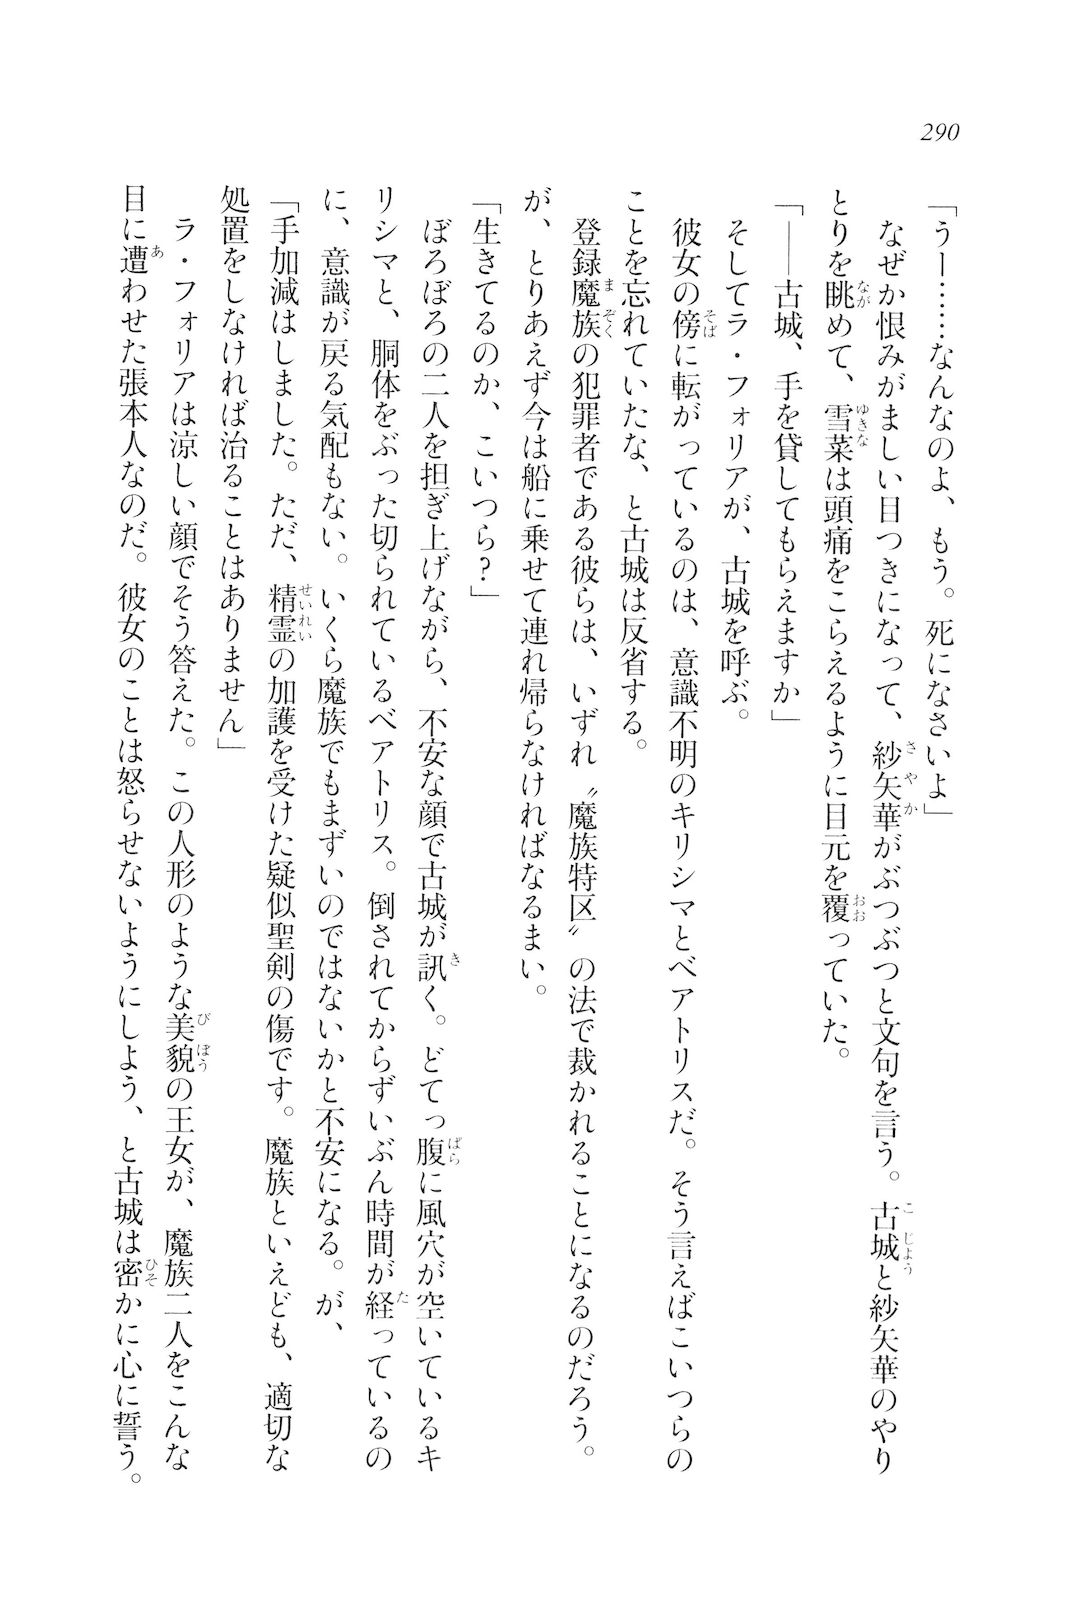 290
「うー……なんなのよ、もう。死になさいよ」
なぜか恨みがましい目つきになって、紗矢華がぶつぶつと文句を言う。古城と紗矢華のやり
とりを眺めて、雪菜は頭痛をこらえるように目元を覆っていた。
「――古城、手を貸してもらえますか」
そしてラ・フォリアが、古城を呼ぶ。
彼女の傍に転がっているのは、意識不明のキリシマとベアトリスだ。そう言えばこいつらの
ことを忘れていたな、と古城は反省する。
登録魔族の犯罪者である彼らは、いずれ〝魔族特区〟の法で裁かれることになるのだろう。
が、とりあえず今は船に乗せて連れ帰らなければなるまい。
「生きてるのか、こいつら？」
ぼろぼろの二人を担ぎ上げながら、不安な顔で古城が訊く。どてっ腹に風穴が空いているキ
リシマと、胴体をぶった切られているベアトリス。倒されてからずいぶん時間が経っているの
に、意識が戻る気配もない。いくら魔族でもまずいのではないかと不安になる。が、
「手加減はしました。ただ、精霊の加護を受けた疑似聖剣の傷です。魔族といえども、適切な
処置をしなければ治ることはありません」
ラ・フォリアは涼しい顔でそう答えた。この人形のような美貌の王女が、魔族二人をこんな
目に遭わせた張本人なのだ。彼女のことは怒らせないようにしよう、と古城は密かに心に誓う。